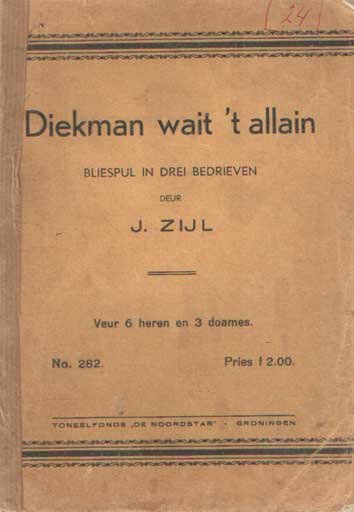 (24)
Diekman wait 't allain
BLIESPUL IN DREI BEDRIEVEN
DEUR
J. ZIJL
Veur 6 heren en 3 doames.
No. 282.    Pries f 2.00.
TONEELFONDS „DE NOORDSTAR" - GRONINGEN